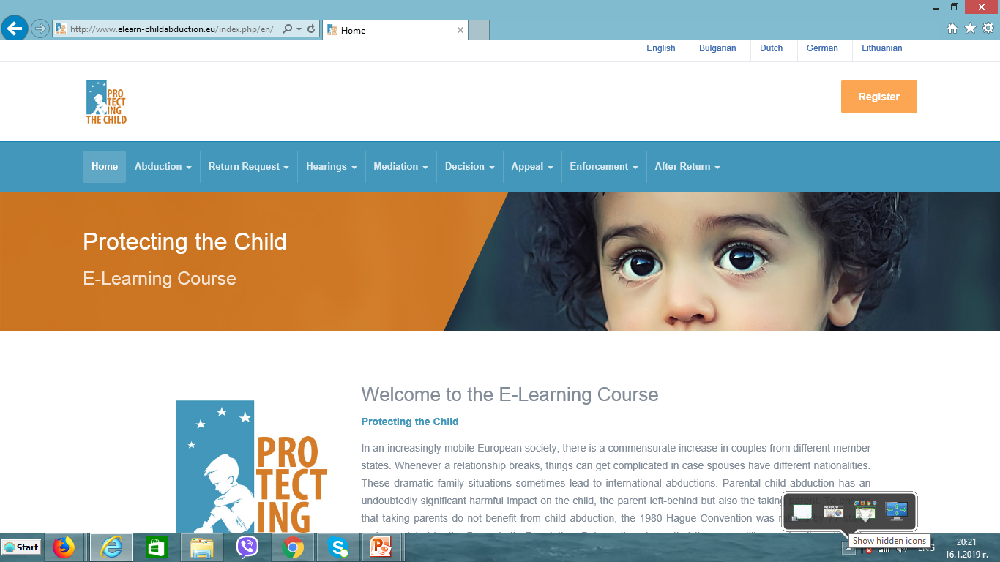 http://www.elearn-childabduction.eu/index.php/en/
Home
English
Bulgarian
Dutch
German
Lithuanian
PRO
TECT
ING
THE CHILD
Register
Home
Abduction
Return Request
Hearings
Mediation
Decision
Appeal
Enforcement
After Return
Protecting the Child
E-Learning Course
PRO
TECT
ING
Welcome to the E-Learning Course
Protecting the Child
In an increasingly mobile European society, there is a commensurate increase in couples from different member
states. Whenever a relationship breaks, things can get complicated in case spouses have different nationalities.
These dramatic family situations sometimes lead to international abductions. Parental child abduction has an
undoubtedly significant harmful impact on the child, the parent left-behind but also the taking parent. To
that taking parents do not benefit from child abduction, the 1980 Hague Convention was
WINDOW
Show hidden icons
Start
ENG
20:21
16.1.2019 г.